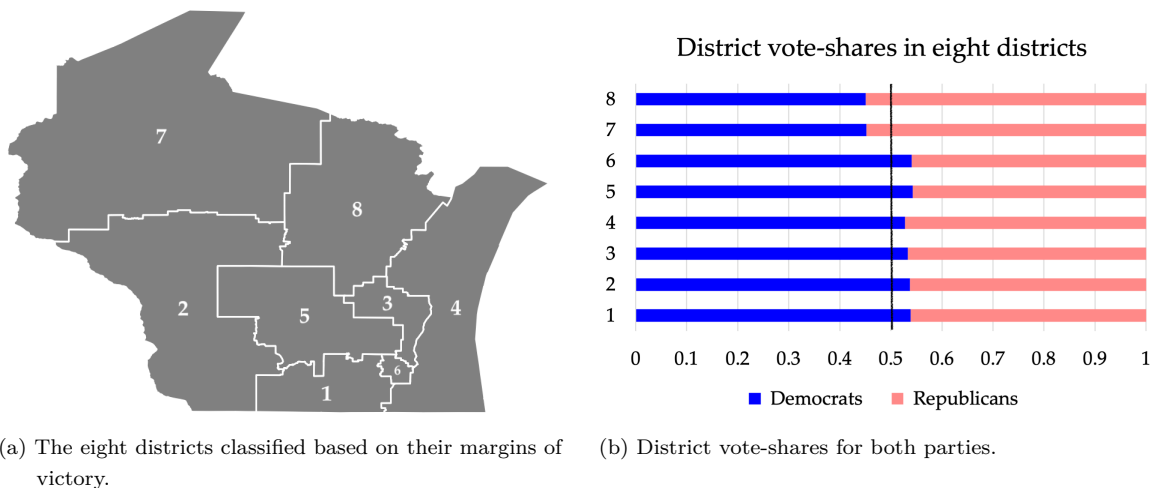 District vote-shares in eight districts
7
8
2
5
3
4
6
1
8
7
6
5
4
3
2
1
0 0.1 0.2 0.3 0.4 0.5 0.6 0.7 0.8 0.9 1
Democrats Republicans
(a) The eight districts classified based on their margins of
victory.
(b) District vote-shares for both parties.